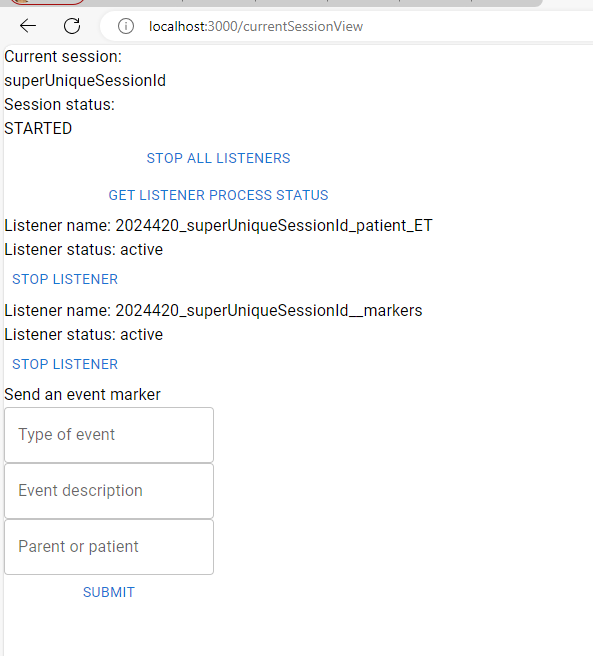 localhost:3000/currentSessionView
Current session:
superUniqueSessionId
Session status:
STARTED
STOP ALL LISTENERS
GET LISTENER PROCESS STATUS
Listener name: 2024420_superUniqueSessionId_patient_ET
Listener status: active
STOP LISTENER
Listener name: 2024420_superUniqueSessionId__markers
Listener status: active
STOP LISTENER
Send an event marker
Type of event
Event description
Parent or patient
SUBMIT